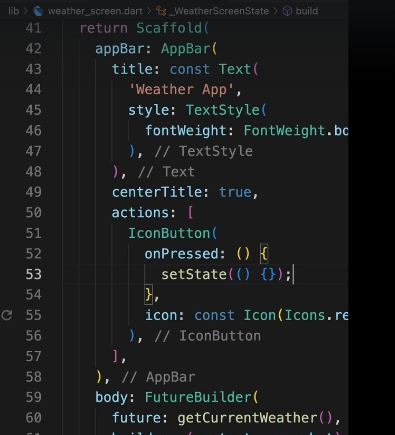 lib > weather_screen.dart > _WeatherScreenState > build
41 return Scaffold(
42 appBar: AppBar(
43 title: const Text(
44 'Weather App',
45 style: TextStyle(
46 fontWeight: FontWeight.bo
47 ), // TextStyle
48 ), // Text
49 centerTitle: true,
50 actions: [
51 IconButton(
52 onPressed: () {
53 setState(() {});
54 },
55 icon: const Icon(Icons.re
56 ), // IconButton
57 ],
58 ), // AppBar
59 body: FutureBuilder(
60 future: getCurrentWeather(),